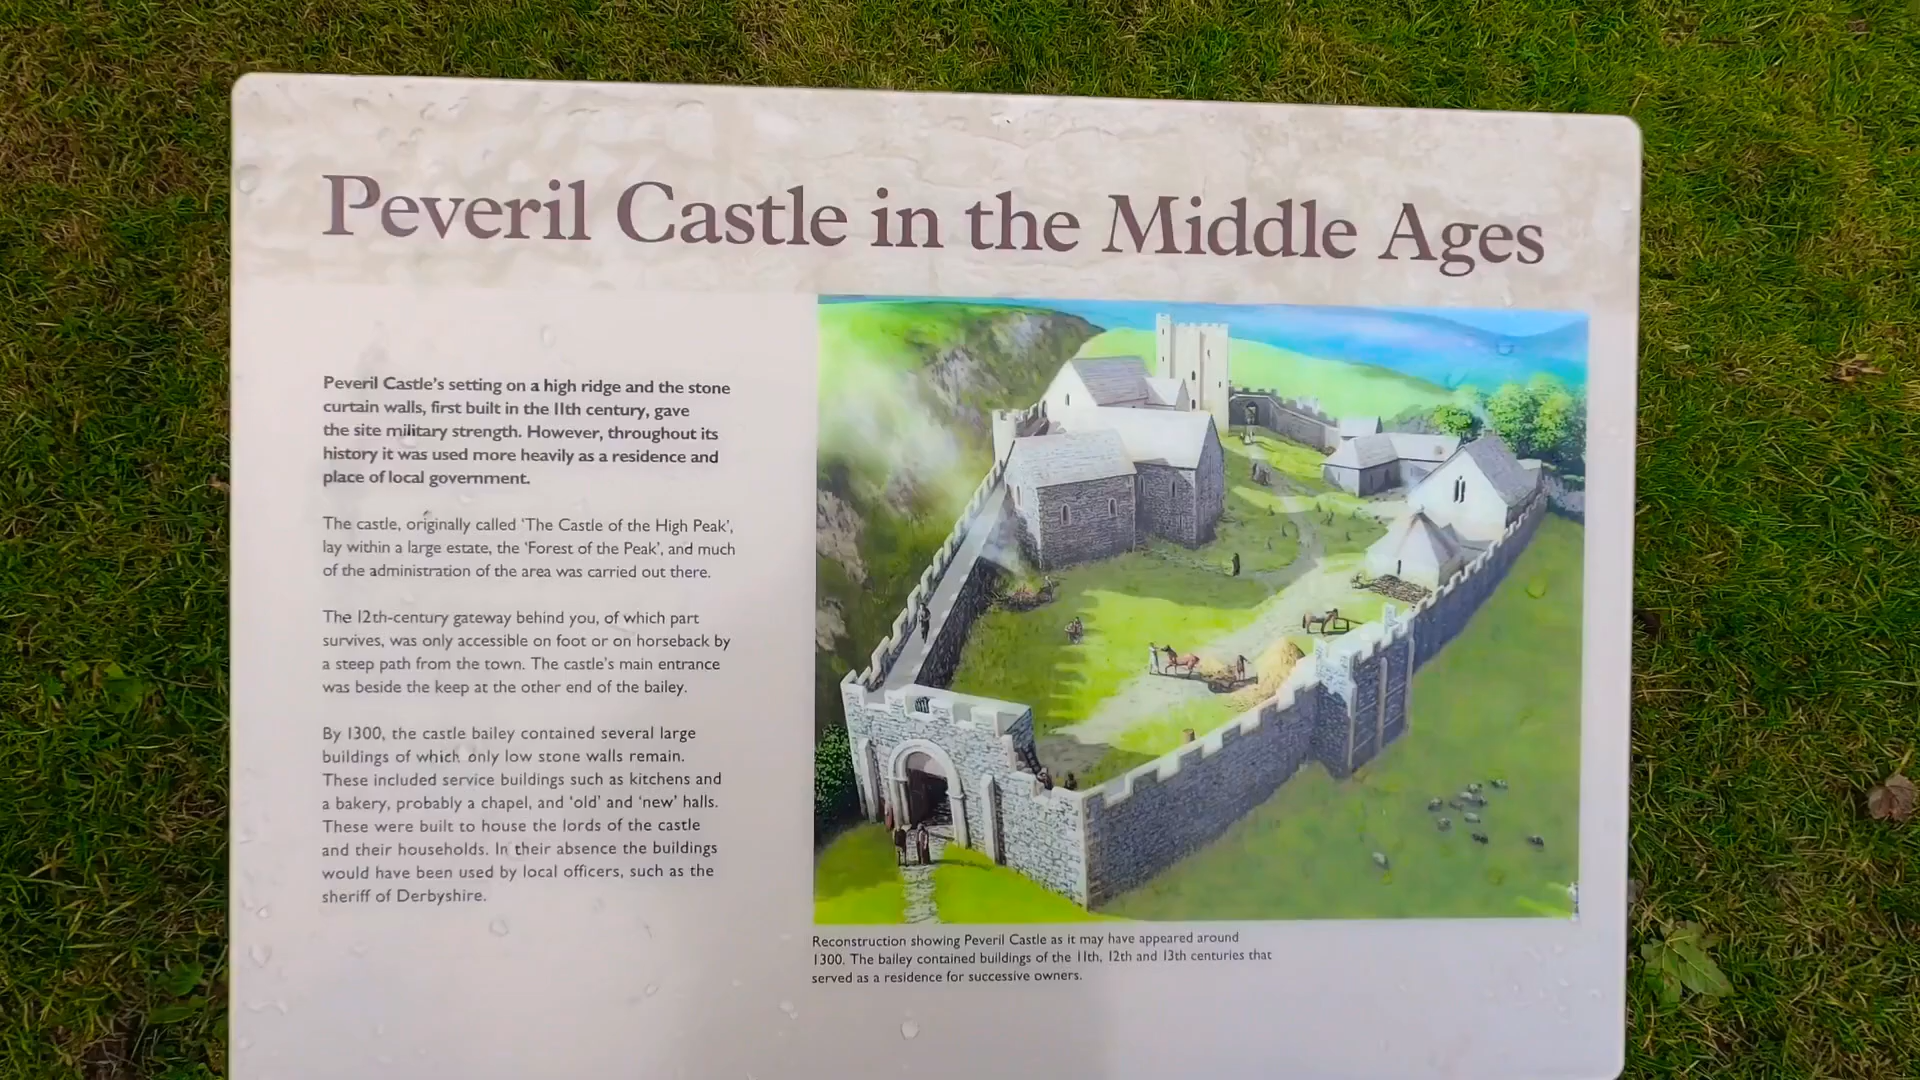 Peveril Castle in the Middle Ages
Peveril Castle's setting on a high ridge and the stone
curtain walls, first built in the 11th century, gave
the site military strength. However, throughout its
history it was used more heavily as a residence and
place of local government.
The castle, originally called 'The Castle of the High Peak',
lay within a large estate, the 'Forest of the Peak', and much
of the administration of the area was carried out there.
The 12th-century gateway behind you, of which part
survives, was only accessible on foot or on horseback by
a steep path from the town. The castle's main entrance
was beside the keep at the other end of the bailey.
By 1300, the castle bailey contained several large
buildings of which only low stone walls remain.
These included service buildings such as kitchens and
a bakery, probably a chapel, and 'old' and 'new' halls.
These were built to house the lords of the castle
and their households. In their absence the buildings
would have been used by local officers, such as the
sheriff of Derbyshire.
Reconstruction showing Peveril Castle as it may have appeared around
1300. The bailey contained buildings of the 11th, 12th and 13th centuries that
served as a residence for successive owners.